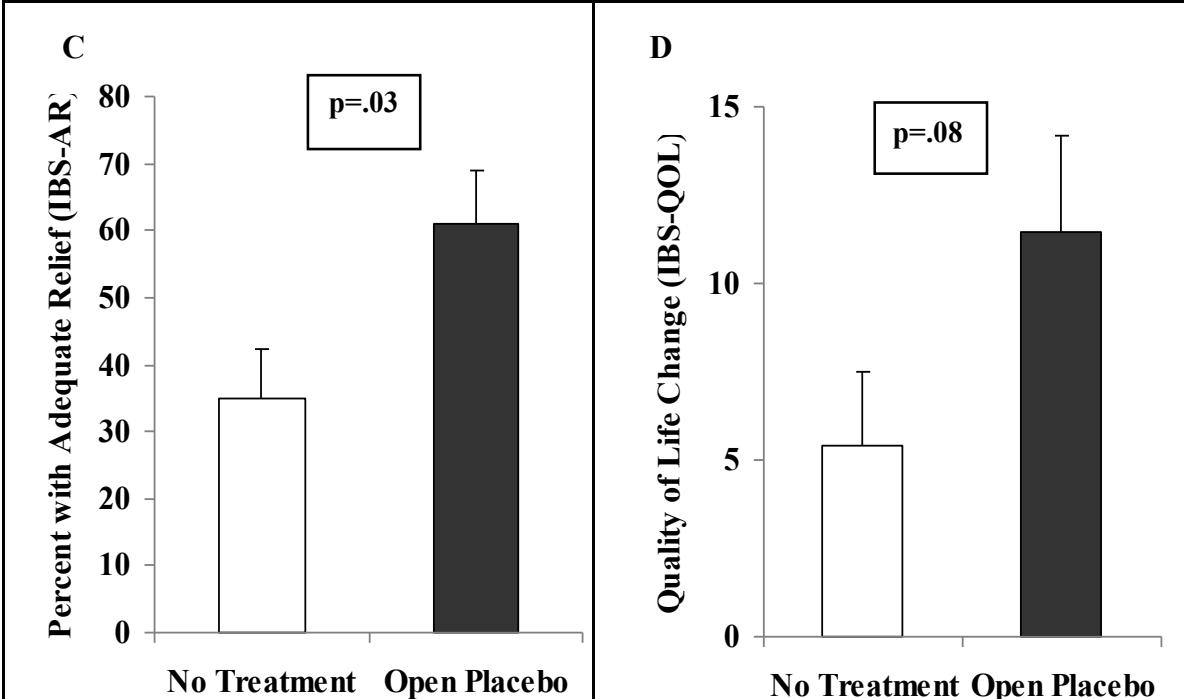 C
p=.03
Percent with Adequate Relief (IBS-AR)
80
70
60
50
40
30
20
10
0
No Treatment
Open Placebo
D
p=.08
Quality of Life Change (IBS-QOL)
15
10
5
0
No Treatment
Open Placebo